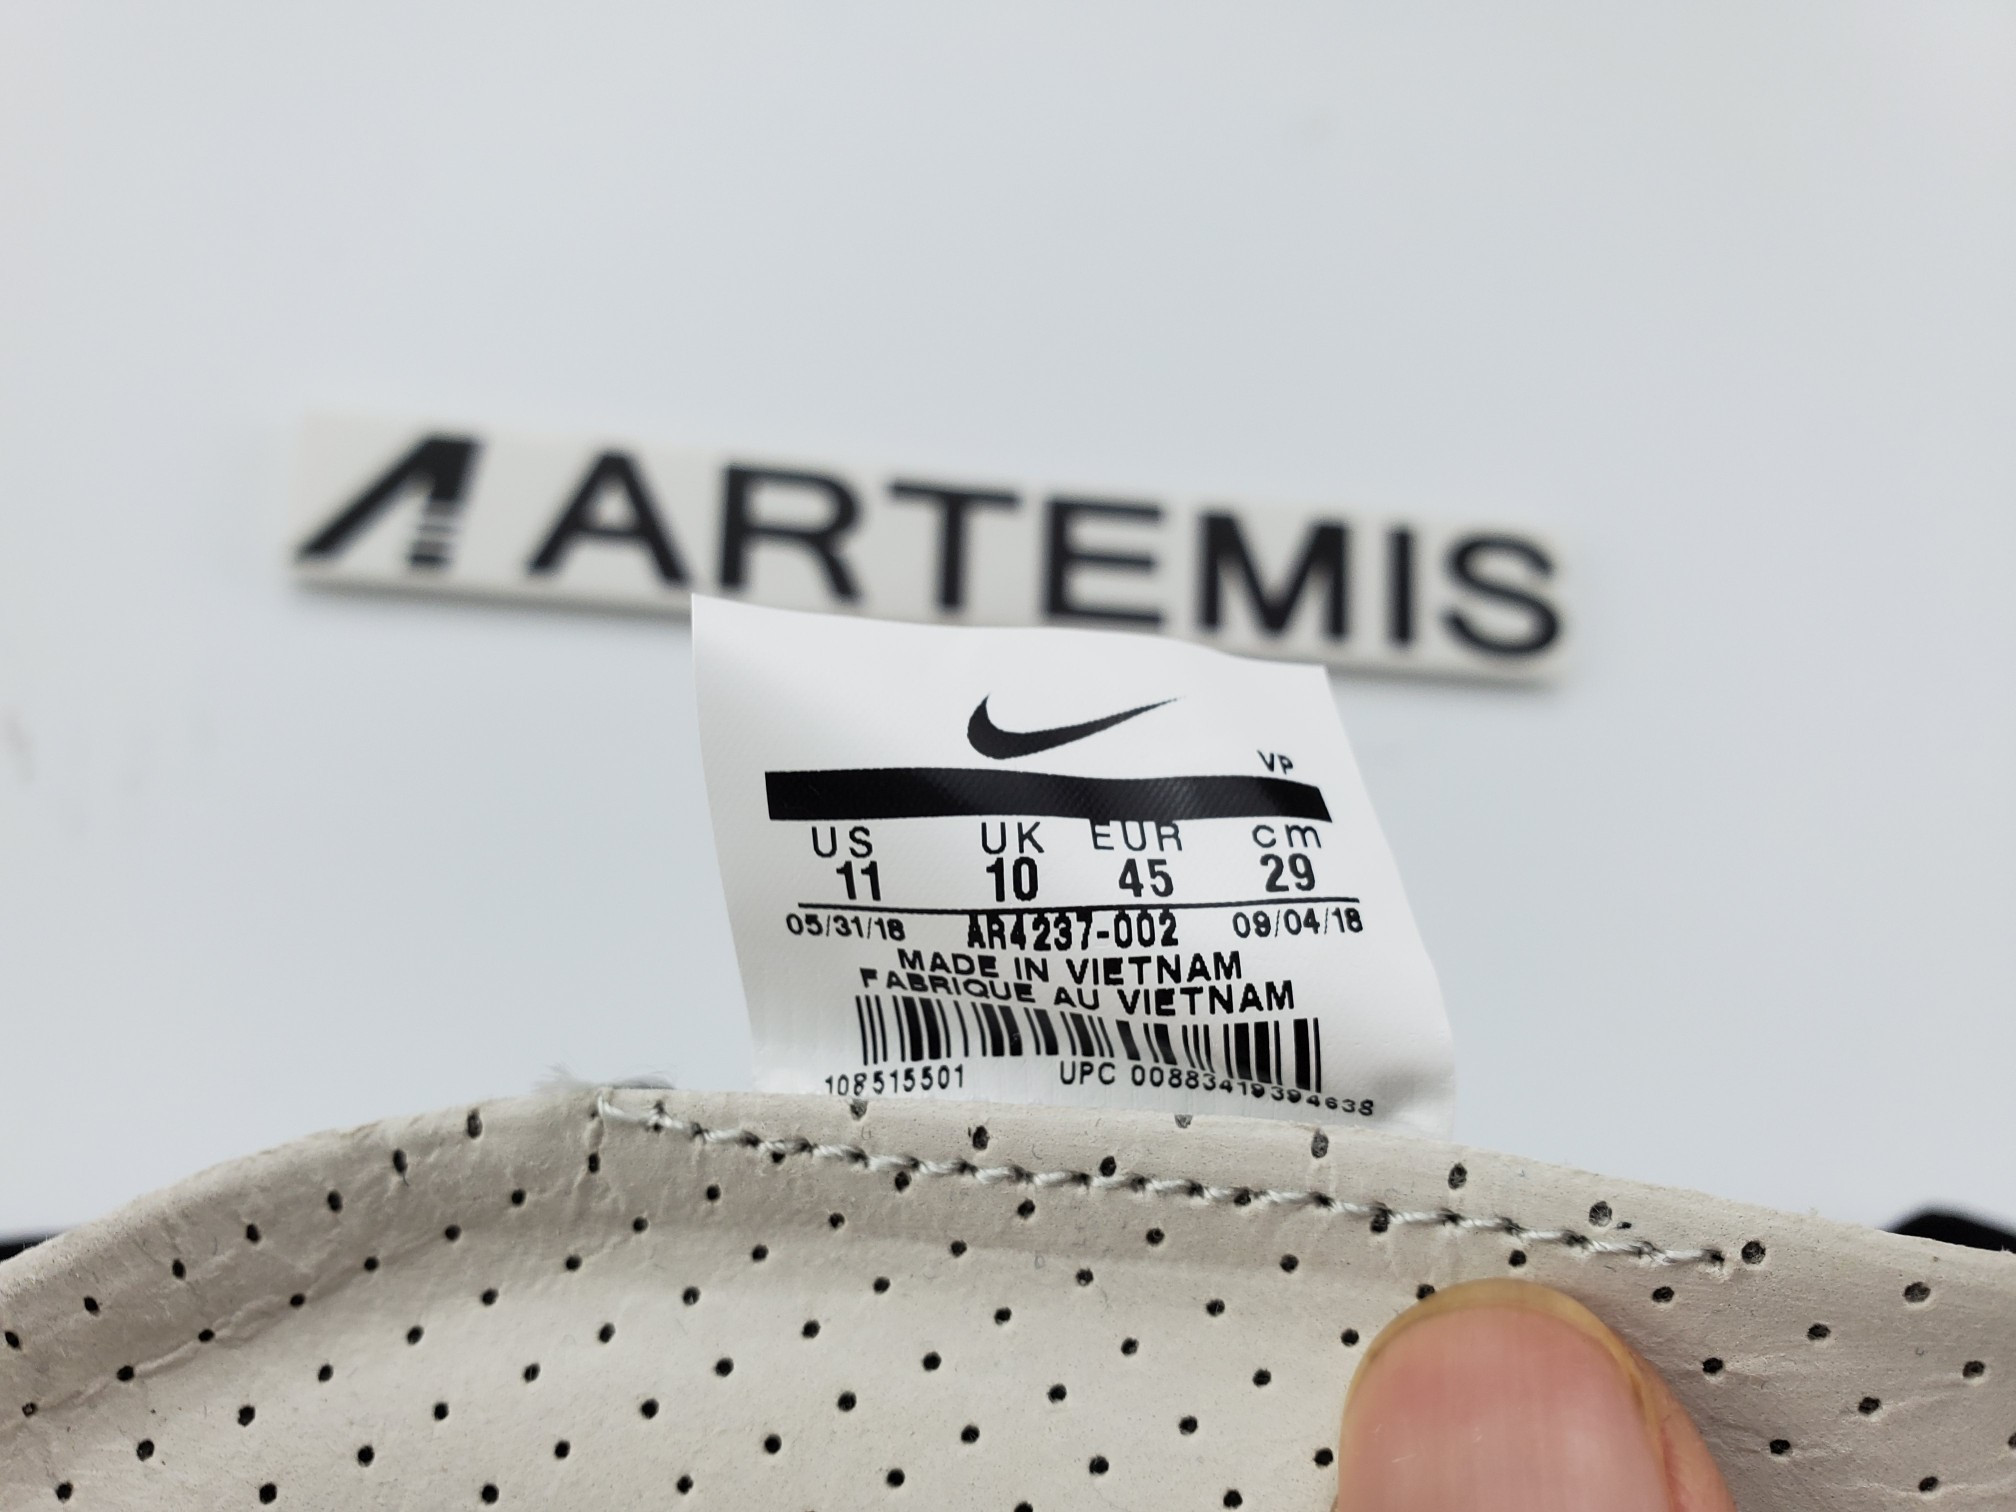 ARTEMIS
VP
US UK EUR cm
11 10 45 29
05/31/18 AR4237-002 09/04/18
MADE IN VIETNAM
FABRIQUE AU VIETNAM
108515501 UPC 00883419394638